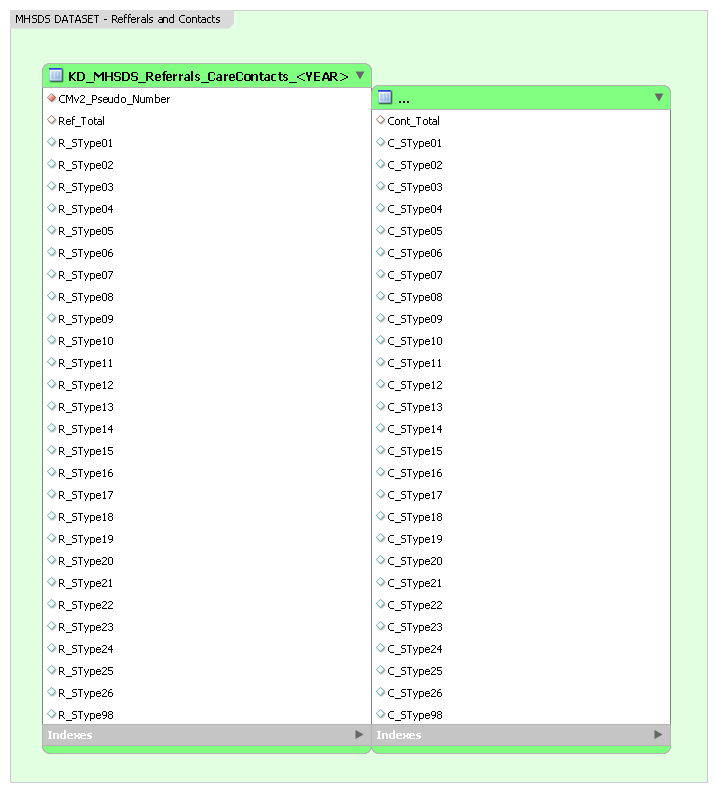 MHSDS DATASET - Refferals and Contacts
KD_MHSDS_Referrals_CareContacts_<YEAR>
CMv2_Pseudo_Number
Ref_Total
R_SType01
R_SType02
R_SType03
R_SType04
R_SType05
R_SType06
R_SType07
R_SType08
R_SType09
R_SType10
R_SType11
R_SType12
R_SType13
R_SType14
R_SType15
R_SType16
R_SType17
R_SType18
R_SType19
R_SType20
R_SType21
R_SType22
R_SType23
R_SType24
R_SType25
R_SType26
R_SType98
Indexes
...
Cont_Total
C_SType01
C_SType02
C_SType03
C_SType04
C_SType05
C_SType06
C_SType07
C_SType08
C_SType09
C_SType10
C_SType11
C_SType12
C_SType13
C_SType14
C_SType15
C_SType16
C_SType17
C_SType18
C_SType19
C_SType20
C_SType21
C_SType22
C_SType23
C_SType24
C_SType25
C_SType26
C_SType98
Indexes